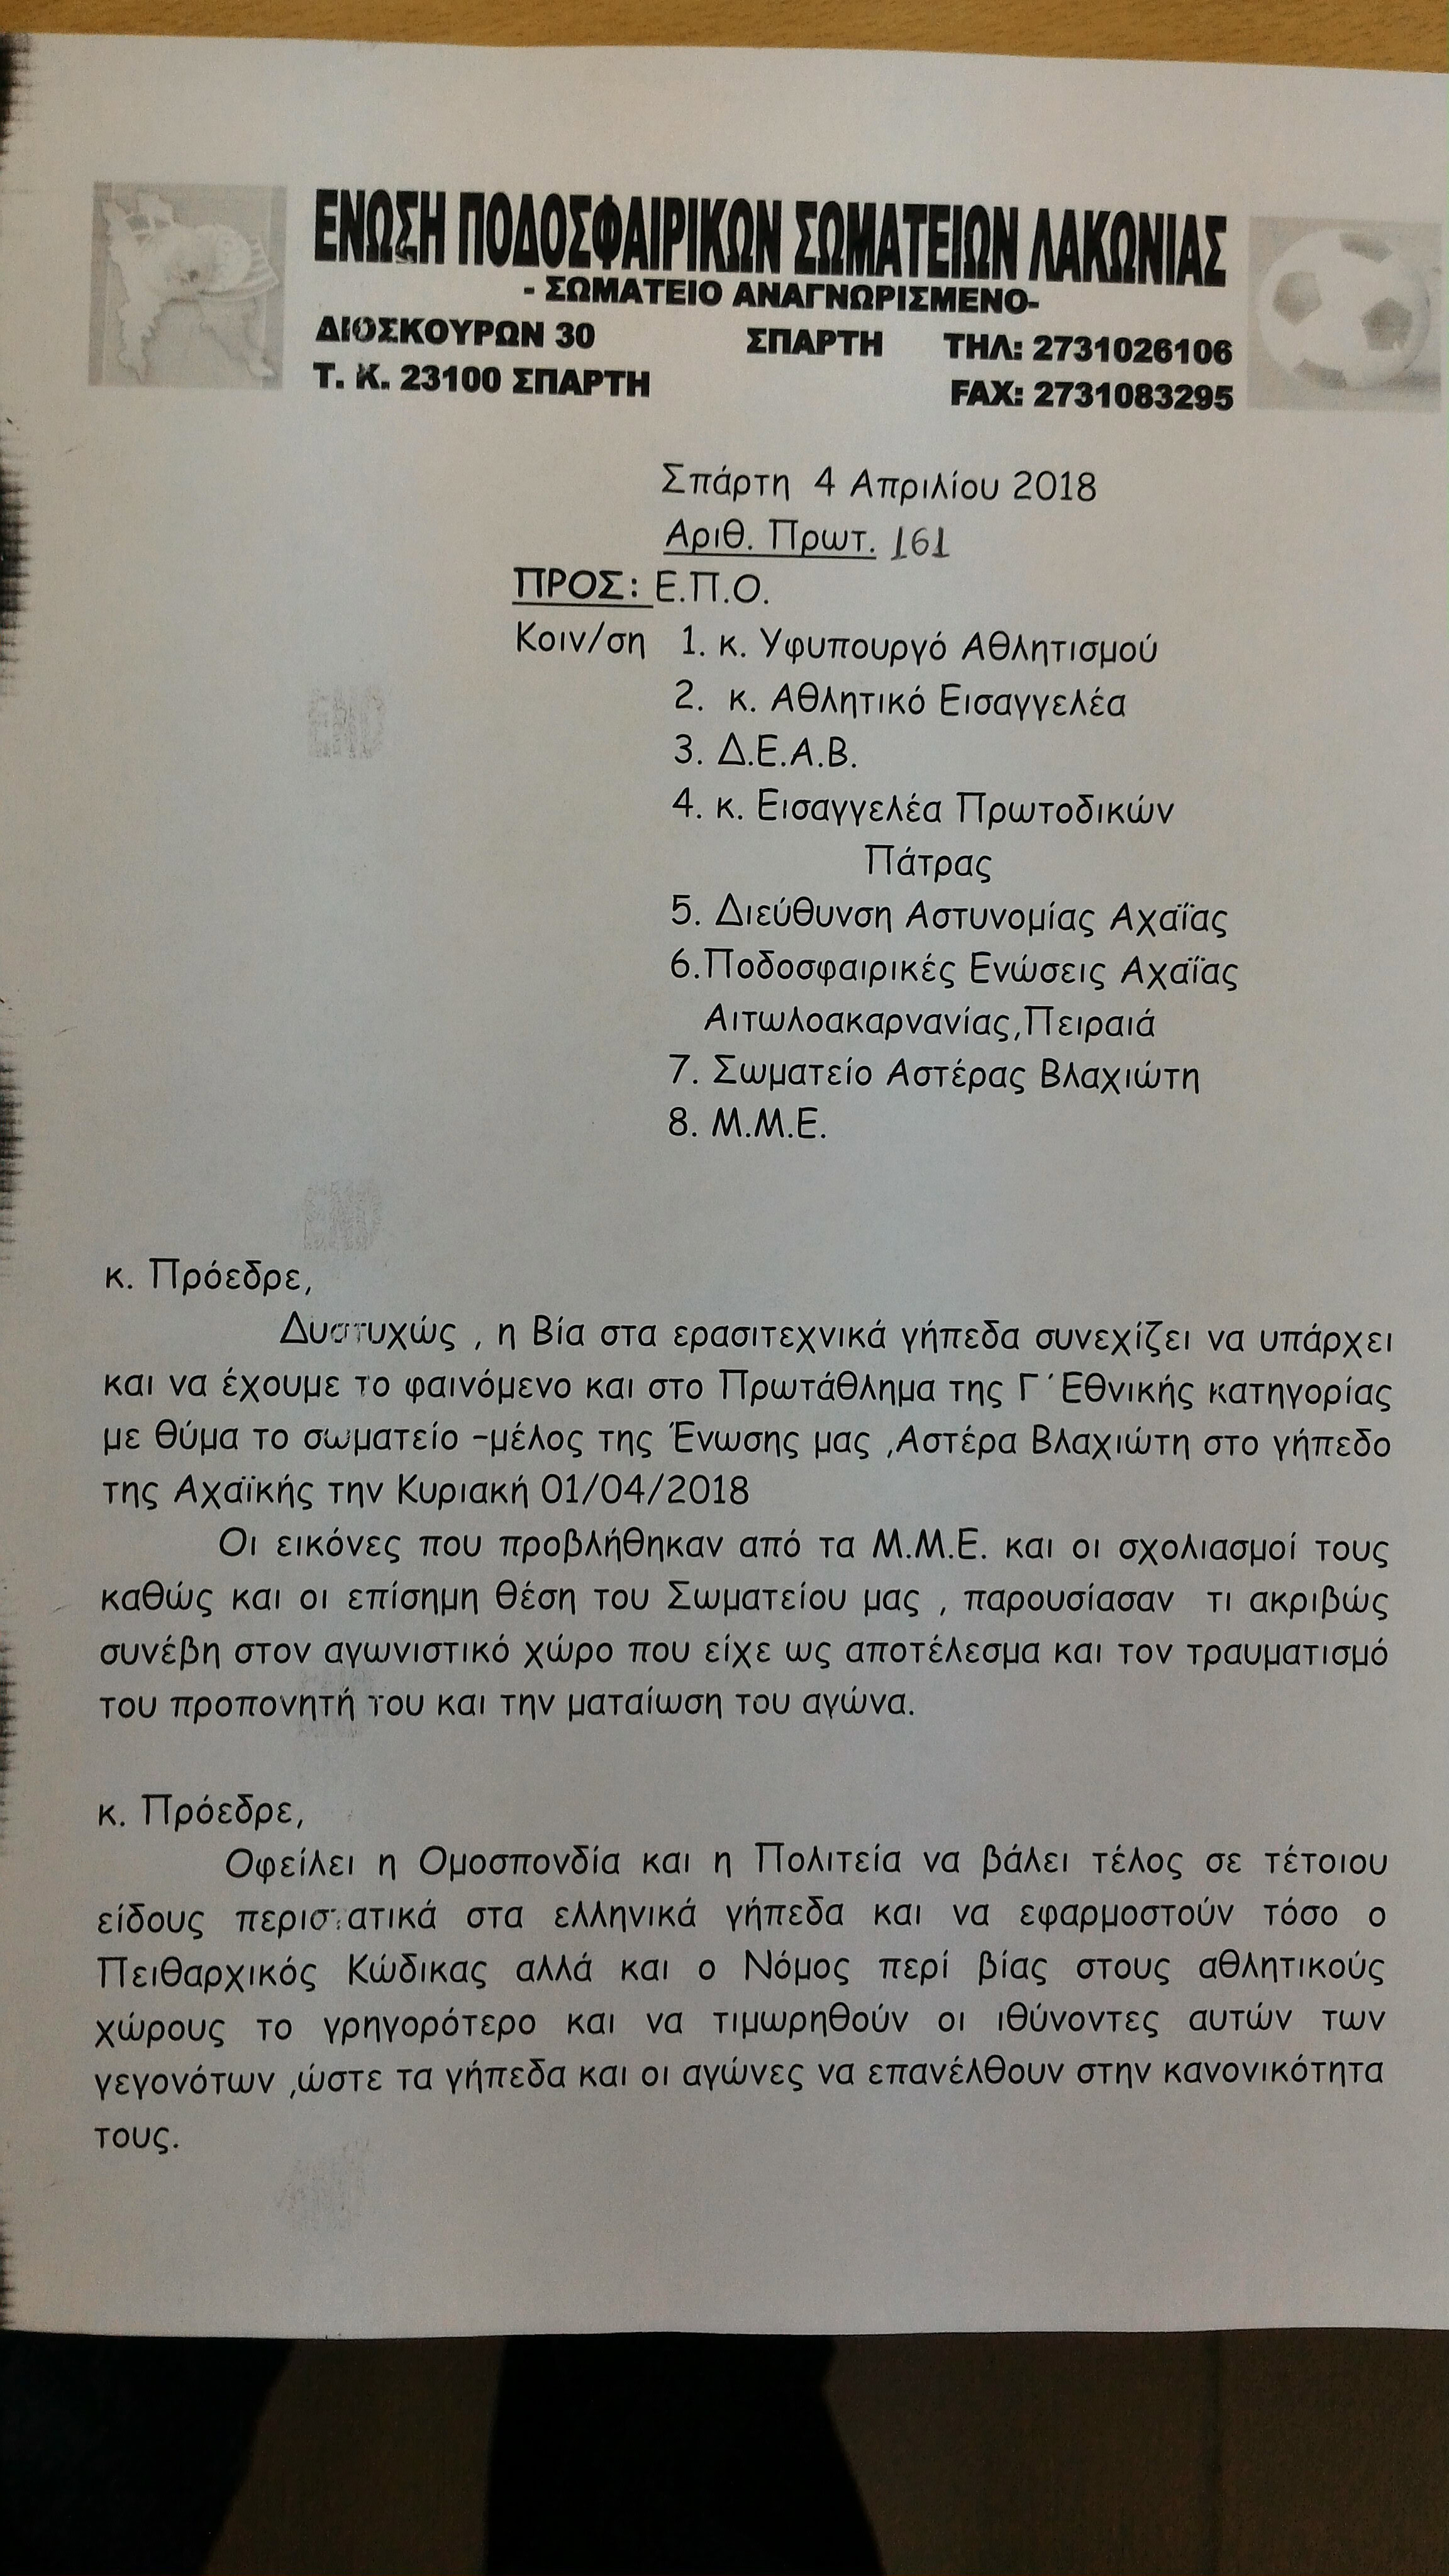 ΕΝΩΣΗ ΠΟΔΟΣΦΑΙΡΙΚΩΝ ΣΩΜΑΤΕΙΩΝ ΛΑΚΩΝΙΑΣ
- ΣΩΜΑΤΕΙΟ ΑΝΑΓΝΩΡΙΣΜΕΝΟ-
ΔΙΟΣΚΟΥΡΩΝ 30 ΣΠΑΡΤΗ ΤΗΛ: 2731026106
Τ. Κ. 23100 ΣΠΑΡΤΗ FAX: 2731083295
Σπάρτη 4 Απριλίου 2018
Αριθ. Πρωτ. 161
ΠΡΟΣ: Ε.Π.Ο.
Κοιν/ση 1. κ. Υφυπουργό Αθλητισμού
2. κ. Αθλητικό Εισαγγελέα
3. Δ.Ε.Α.Β.
4. κ. Εισαγγελέα Πρωτοδικών
Πάτρας
5. Διεύθυνση Αστυνομίας Αχαΐας
6.Ποδοσφαιρικές Ενώσεις Αχαΐας
Αιτωλοακαρνανίας,Πειραιά
7. Σωματείο Αστέρας Βλαχιώτη
8. Μ.Μ.Ε.
κ. Πρόεδρε,
Δυστυχώς , η Βία στα ερασιτεχνικά γήπεδα συνεχίζει να υπάρχει
και να έχουμε το φαινόμενο και στο Πρωτάθλημα της Γ΄Εθνικής κατηγορίας
με θύμα το σωματείο -μέλος της Ένωσης μας ,Αστέρα Βλαχιώτη στο γήπεδο
της Αχαϊκής την Κυριακή 01/04/2018
Οι εικόνες που προβλήθηκαν από τα Μ.Μ.Ε. και οι σχολιασμοί τους
καθώς και οι επίσημη θέση του Σωματείου μας , παρουσίασαν τι ακριβώς
συνέβη στον αγωνιστικό χώρο που είχε ως αποτέλεσμα και τον τραυματισμό
του προπονητή του και την ματαίωση του αγώνα.
κ. Πρόεδρε,
Οφείλει η Ομοσπονδία και η Πολιτεία να βάλει τέλος σε τέτοιου
είδους περιστατικά στα ελληνικά γήπεδα και να εφαρμοστούν τόσο ο
Πειθαρχικός Κώδικας αλλά και ο Νόμος περί βίας στους αθλητικούς
χώρους το γρηγορότερο και να τιμωρηθούν οι ιθύνοντες αυτών των
γεγονότων ,ώστε τα γήπεδα και οι αγώνες να επανέλθουν στην κανονικότητα
τους.